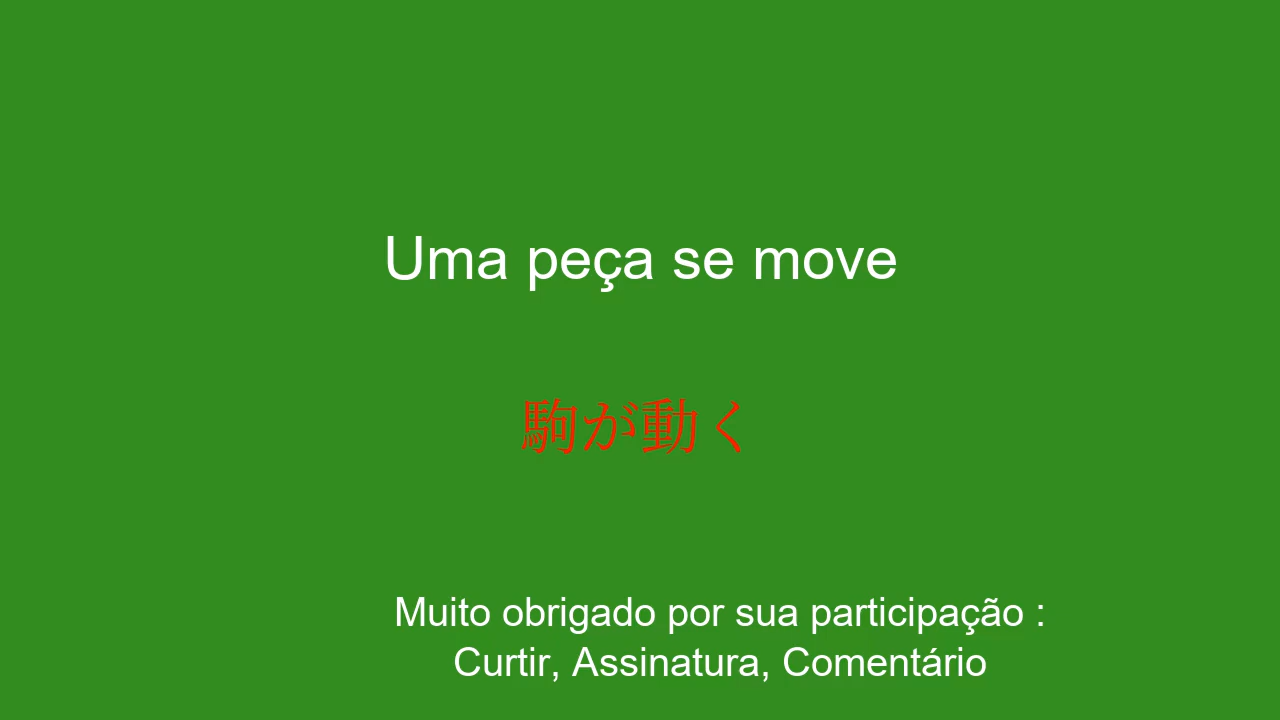 Uma peça se move
駒が動く
Muito obrigado por sua participação :
Curtir, Assinatura, Comentário